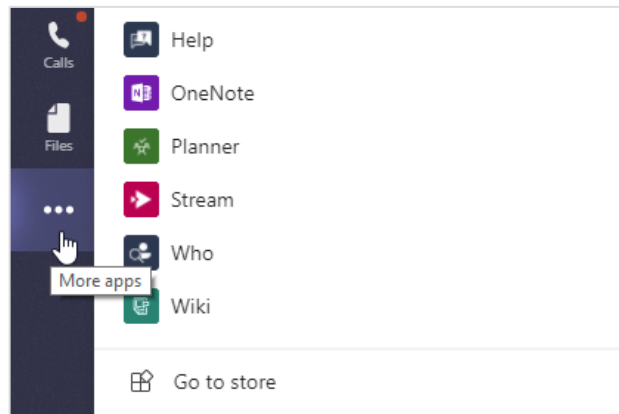 Calls
Files
More apps
Help
OneNote
Planner
Stream
Who
Wiki
Go to store